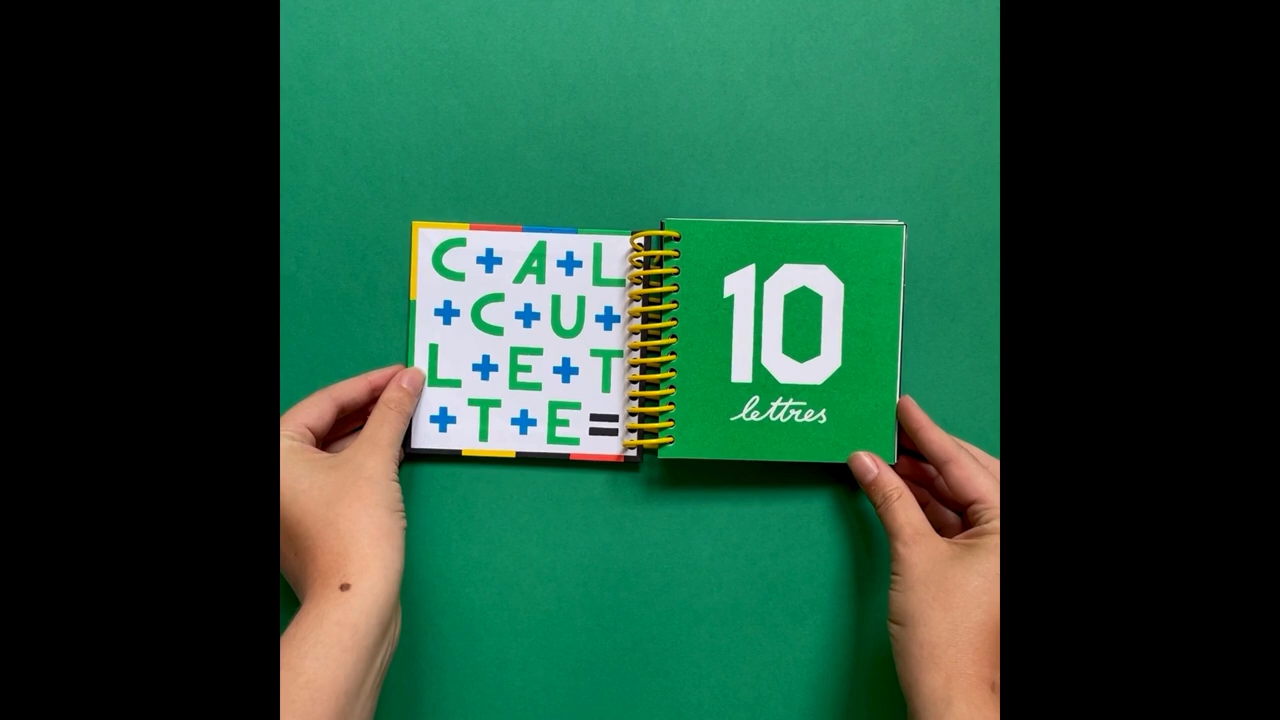 C+A+L
+C+U+
L+E+T
+T+E=
10
lettres